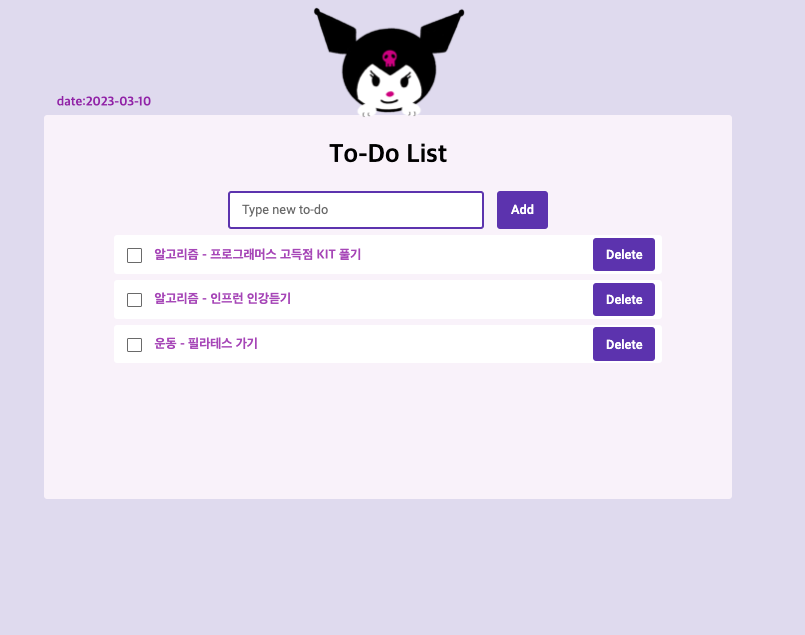 date:2023-03-10
To-Do List
Type new to-do Add
알고리즘 - 프로그래머스 고득점 KIT 풀기 Delete
알고리즘 - 인프런 인강듣기 Delete
운동 - 필라테스 가기 Delete